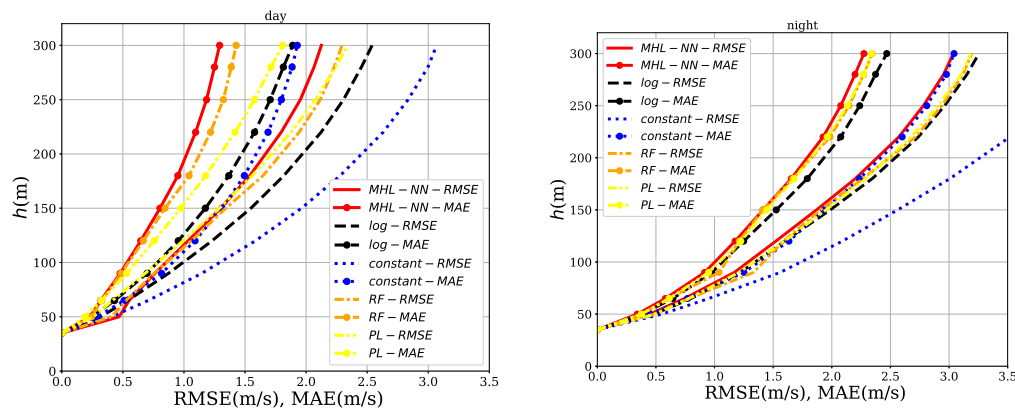 day
300
250
200
150
100
50
0
h(m)
MHL−NN−RMSE
MHL−NN−MAE
log−RMSE
log−MAE
constant−RMSE
constant−MAE
RF−RMSE
RF−MAE
PL−RMSE
PL−MAE
0.0 0.5 1.0 1.5 2.0 2.5 3.0 3.5
RMSE(m/s), MAE(m/s)
night
300
250
200
150
100
50
0
h(m)
MHL−NN−RMSE
MHL−NN−MAE
log−RMSE
log−MAE
constant−RMSE
constant−MAE
RF−RMSE
RF−MAE
PL−RMSE
PL−MAE
0.0 0.5 1.0 1.5 2.0 2.5 3.0 3.5
RMSE(m/s), MAE(m/s)